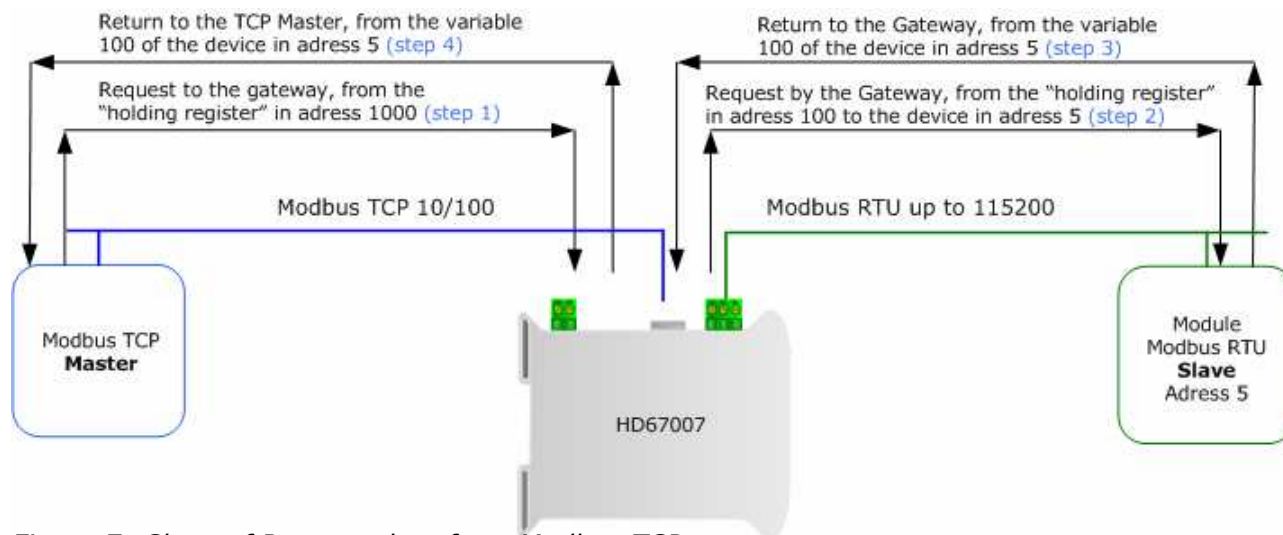 Return to the TCP Master, from the variable
100 of the device in adress 5 (step 4)
Request to the gateway, from the
“holding register” in adress 1000 (step 1)
Return to the Gateway, from the variable
100 of the device in adress 5 (step 3)
Request by the Gateway, from the “holding register”
in adress 100 to the device in adress 5 (step 2)
Modbus TCP 10/100
Modbus RTU up to 115200
Modbus TCP
Master
HD67007
Module
Modbus RTU
Slave
Adress 5